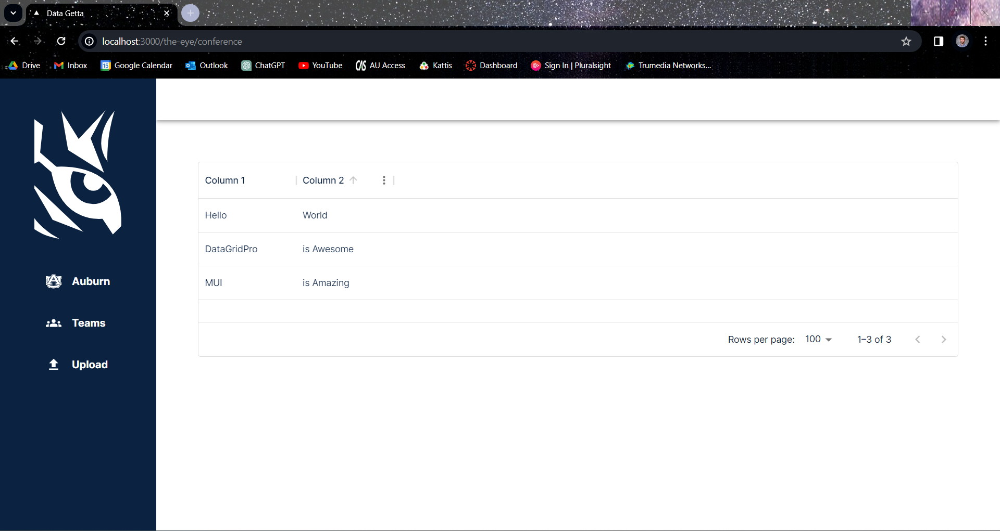 Data Getta
localhost:3000/the-eye/conference
Drive Inbox 15 Google Calendar Outlook ChatGPT YouTube CAS AU Access Kattis Dashboard Sign In | Pluralsight Trumedia Networks...
Auburn
Teams
Upload
Column 1 Column 2
Hello World
DataGridPro is Awesome
MUI is Amazing
Rows per page: 100 1–3 of 3